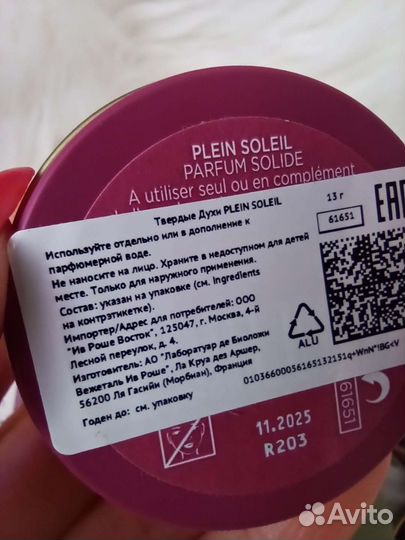 PLEIN SOLEIL
PARFUM SOLIDE
A utiliser seul ou en complément
Твердые Духи PLEIN SOLEIL
13 г
61651
EAC
Используйте отдельно или в дополнение к
парфюмерной воде.
Не наносите на лицо. Храните в недоступном для детей
месте. Только для наружного применения.
Состав: указан на упаковке (см. Ingredients
на контрэтикетке).
Импортер/Адрес для потребителей: ООО
"Ив Роше Восток", 125047, г. Москва, 4-й
Лесной переулок, д. 4.
Изготовитель: АО "Лаборатуар де Биоложи
Вежеталь Ив Роше", Ла Круа дез Аршер,
56200 Ля Гасийи (Морбиан), Франция
Годен до: см. упаковку
ALU
61651
11.2025
R203
Avito